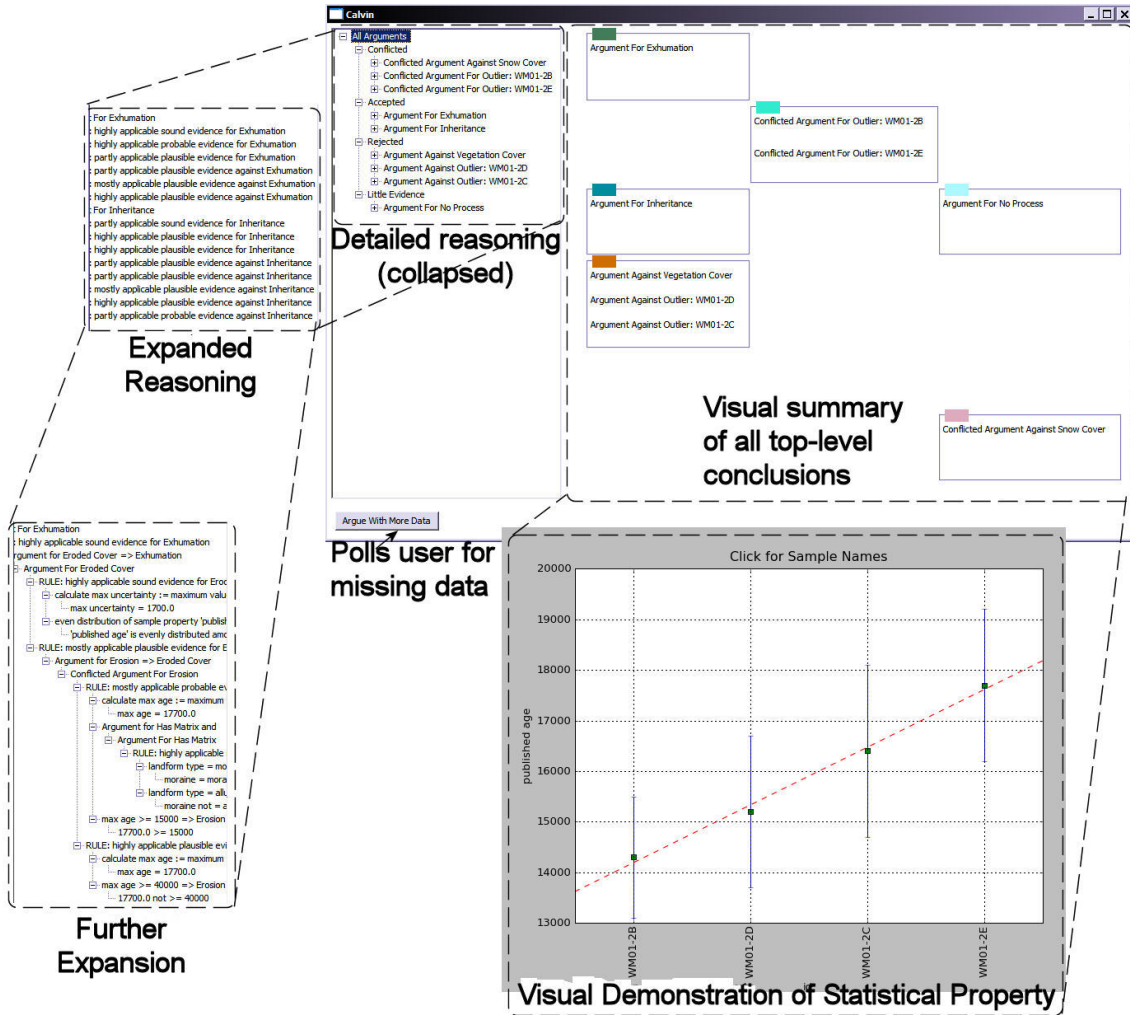 Calvin
All Arguments
Conflicted
Conflicted Argument Against Snow Cover
Conflicted Argument For Outlier: WM01-2B
Conflicted Argument For Outlier: WM01-2E
Accepted
Argument For Exhumation
Argument For Inheritance
Rejected
Argument Against Vegetation Cover
Argument Against Outlier: WM01-2D
Argument Against Outlier: WM01-2C
Little Evidence
Argument For No Process
Detailed reasoning
(collapsed)
Argument For Exhumation
Conflicted Argument For Outlier: WM01-2B
Conflicted Argument For Outlier: WM01-2E
Argument For Inheritance
Argument For No Process
Argument Against Vegetation Cover
Argument Against Outlier: WM01-2D
Argument Against Outlier: WM01-2C
Conflicted Argument Against Snow Cover
Visual summary
of all top-level
conclusions
: For Exhumation
: highly applicable sound evidence for Exhumation
: highly applicable probable evidence for Exhumation
: partly applicable plausible evidence for Exhumation
: partly applicable plausible evidence against Exhumation
: mostly applicable plausible evidence against Exhumation
: highly applicable plausible evidence against Exhumation
: For Inheritance
: partly applicable sound evidence for Inheritance
: highly applicable plausible evidence for Inheritance
: highly applicable plausible evidence for Inheritance
: partly applicable plausible evidence against Inheritance
: partly applicable plausible evidence against Inheritance
: mostly applicable plausible evidence against Inheritance
: highly applicable plausible evidence against Inheritance
: partly applicable probable evidence against Inheritance
Expanded
Reasoning
Argue With More Data
Polls user for
missing data
: For Exhumation
: highly applicable sound evidence for Exhumation
rgument for Eroded Cover => Exhumation
Argument For Eroded Cover
RULE: highly applicable sound evidence for Eroc
calculate max uncertainty := maximum valu
max uncertainty = 1700.0
even distribution of sample property 'publish
'published age' is evenly distributed amo
RULE: mostly applicable plausible evidence for E
Argument for Erosion => Eroded Cover
Conflicted Argument For Erosion
RULE: mostly applicable probable ev
calculate max age := maximum
max age = 17700.0
Argument for Has Matrix and
Argument For Has Matrix
RULE: highly applicable
landform type = mo
moraine = mora
landform type = allu
moraine not = a
max age >= 15000 => Erosion
17700.0 >= 15000
RULE: highly applicable plausible evi
calculate max age := maximum
max age = 17700.0
max age >= 40000 => Erosion
17700.0 not >= 40000
Further
Expansion
Click for Sample Names
published age
20000
19000
18000
17000
16000
15000
14000
13000
WM01-2B
WM01-2D
WM01-2C
WM01-2E
Visual Demonstration of Statistical Property